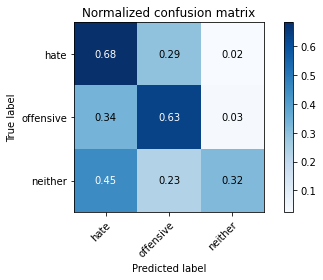 Normalized confusion matrix
hate 0.68 0.29 0.02
offensive 0.34 0.63 0.03
neither 0.45 0.23 0.32
hate offensive neither
True label
Predicted label
0.6
0.5
0.4
0.3
0.2
0.1